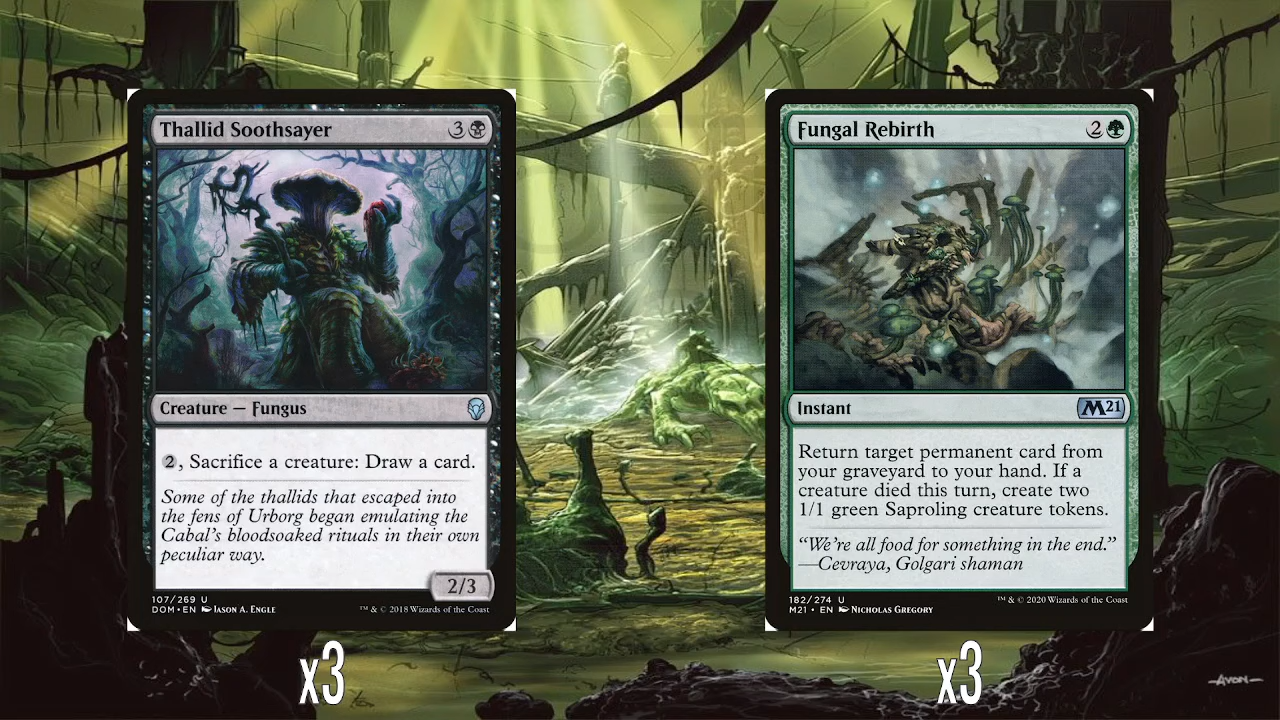 Thallid Soothsayer 3
Creature — Fungus
2, Sacrifice a creature: Draw a card.
Some of the thallids that escaped into
the fens of Urborg began emulating the
Cabal's bloodsoaked rituals in their own
peculiar way.
2/3
107/269 U
DOM • EN Jason A. Engle
™ & © 2018 Wizards of the Coast
x3
Fungal Rebirth 2
Instant
M21
Return target permanent card from
your graveyard to your hand. If a
creature died this turn, create two
1/1 green Saproling creature tokens.
“We're all food for something in the end.”
—Cevraya, Golgari shaman
182/274 U
M21 • EN Nicholas Gregory
™ & © 2020 Wizards of the Coast
x3
-AVON-